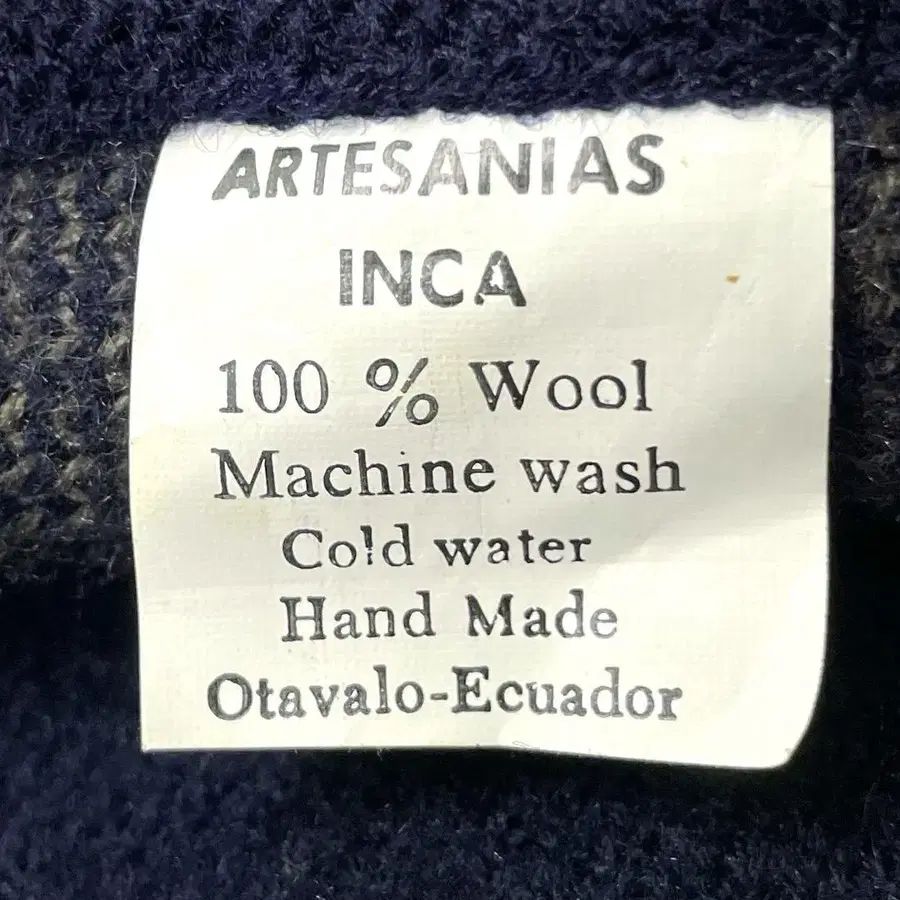 ARTESANIAS
INCA
100 % Wool
Machine wash
Cold water
Hand Made
Otavalo-Ecuador